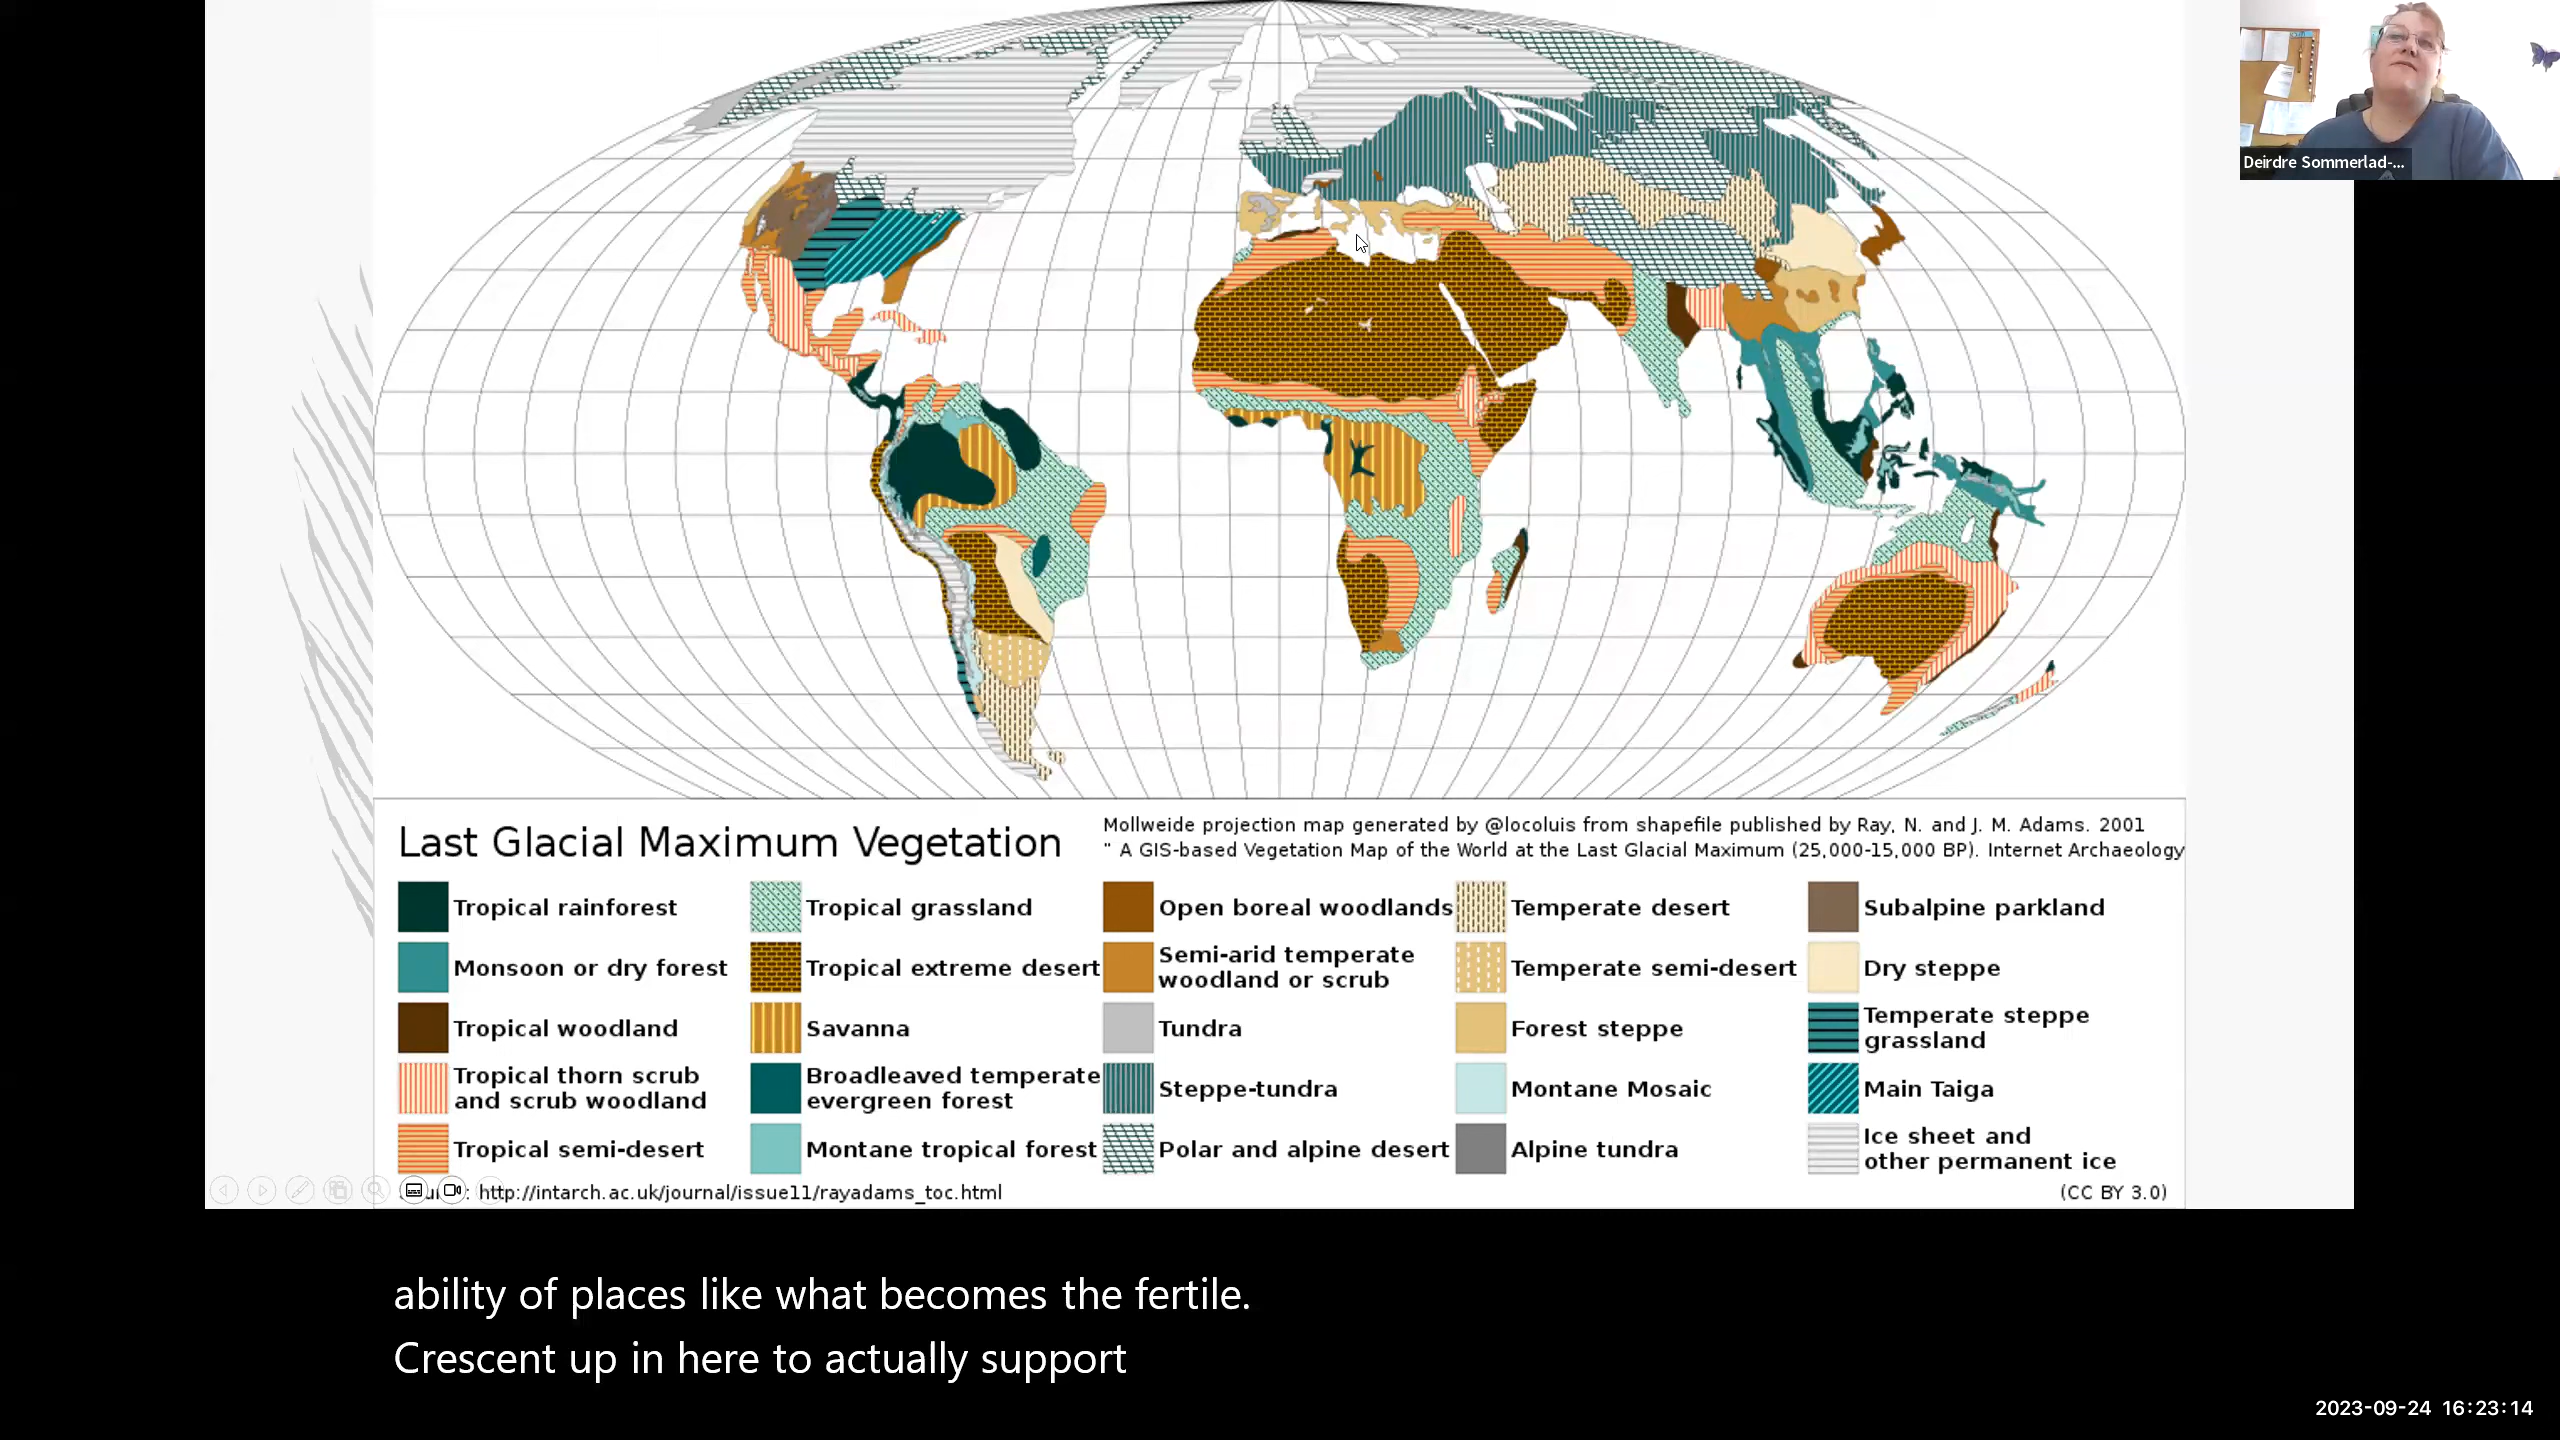 Deirdre Sommerlad-...
Last Glacial Maximum Vegetation
Mollweide projection map generated by @locoluis from shapefile published by Ray, N. and J. M. Adams. 2001
" A GIS-based Vegetation Map of the World at the Last Glacial Maximum (25,000-15,000 BP). Internet Archaeology
Tropical rainforest
Monsoon or dry forest
Tropical woodland
Tropical thorn scrub
and scrub woodland
Tropical semi-desert
Tropical grassland
Tropical extreme desert
Savanna
Broadleaved temperate
evergreen forest
Montane tropical forest
Open boreal woodlands
Semi-arid temperate
woodland or scrub
Tundra
Steppe-tundra
Polar and alpine desert
Temperate desert
Temperate semi-desert
Forest steppe
Montane Mosaic
Alpine tundra
Subalpine parkland
Dry steppe
Temperate steppe
grassland
Main Taiga
Ice sheet and
other permanent ice
http://intarch.ac.uk/journal/issue11/rayadams_toc.html
(CC BY 3.0)
ability of places like what becomes the fertile.
Crescent up in here to actually support
2023-09-24 16:23:14